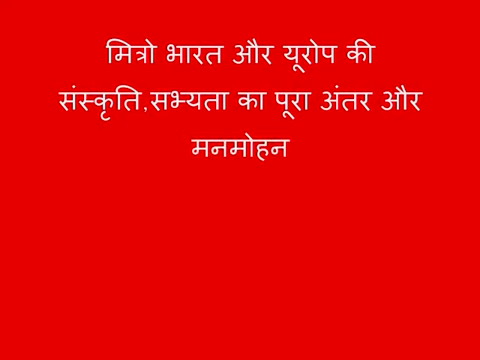 मित्रो भारत और यूरोप की
संस्कृति,सभ्यता का पूरा अंतर और
मनमोहन